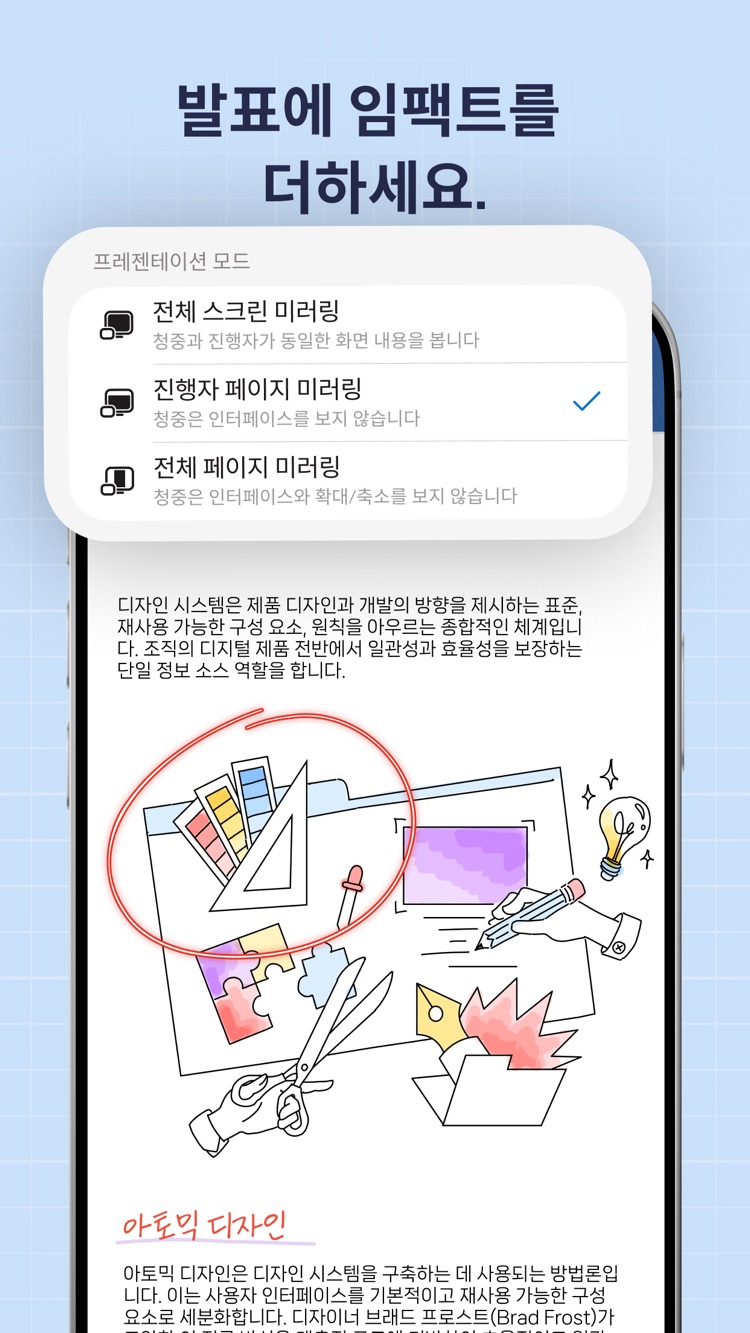 발표에 임팩트를
더하세요.
프레젠테이션 모드
전체 스크린 미러링
청중과 진행자가 동일한 화면 내용을 봅니다
진행자 페이지 미러링
청중은 인터페이스를 보지 않습니다
전체 페이지 미러링
청중은 인터페이스와 확대/축소를 보지 않습니다
디자인 시스템은 제품 디자인과 개발의 방향을 제시하는 표준,
재사용 가능한 구성 요소, 원칙을 아우르는 종합적인 체계입니
다. 조직의 디지털 제품 전반에서 일관성과 효율성을 보장하는
단일 정보 소스 역할을 합니다.
아토믹 디자인
아토믹 디자인은 디자인 시스템을 구축하는 데 사용되는 방법론입
니다. 이는 사용자 인터페이스를 기본적이고 재사용 가능한 구성
요소로 세분화합니다. 디자이너 브래드 프로스트(Brad Frost)가